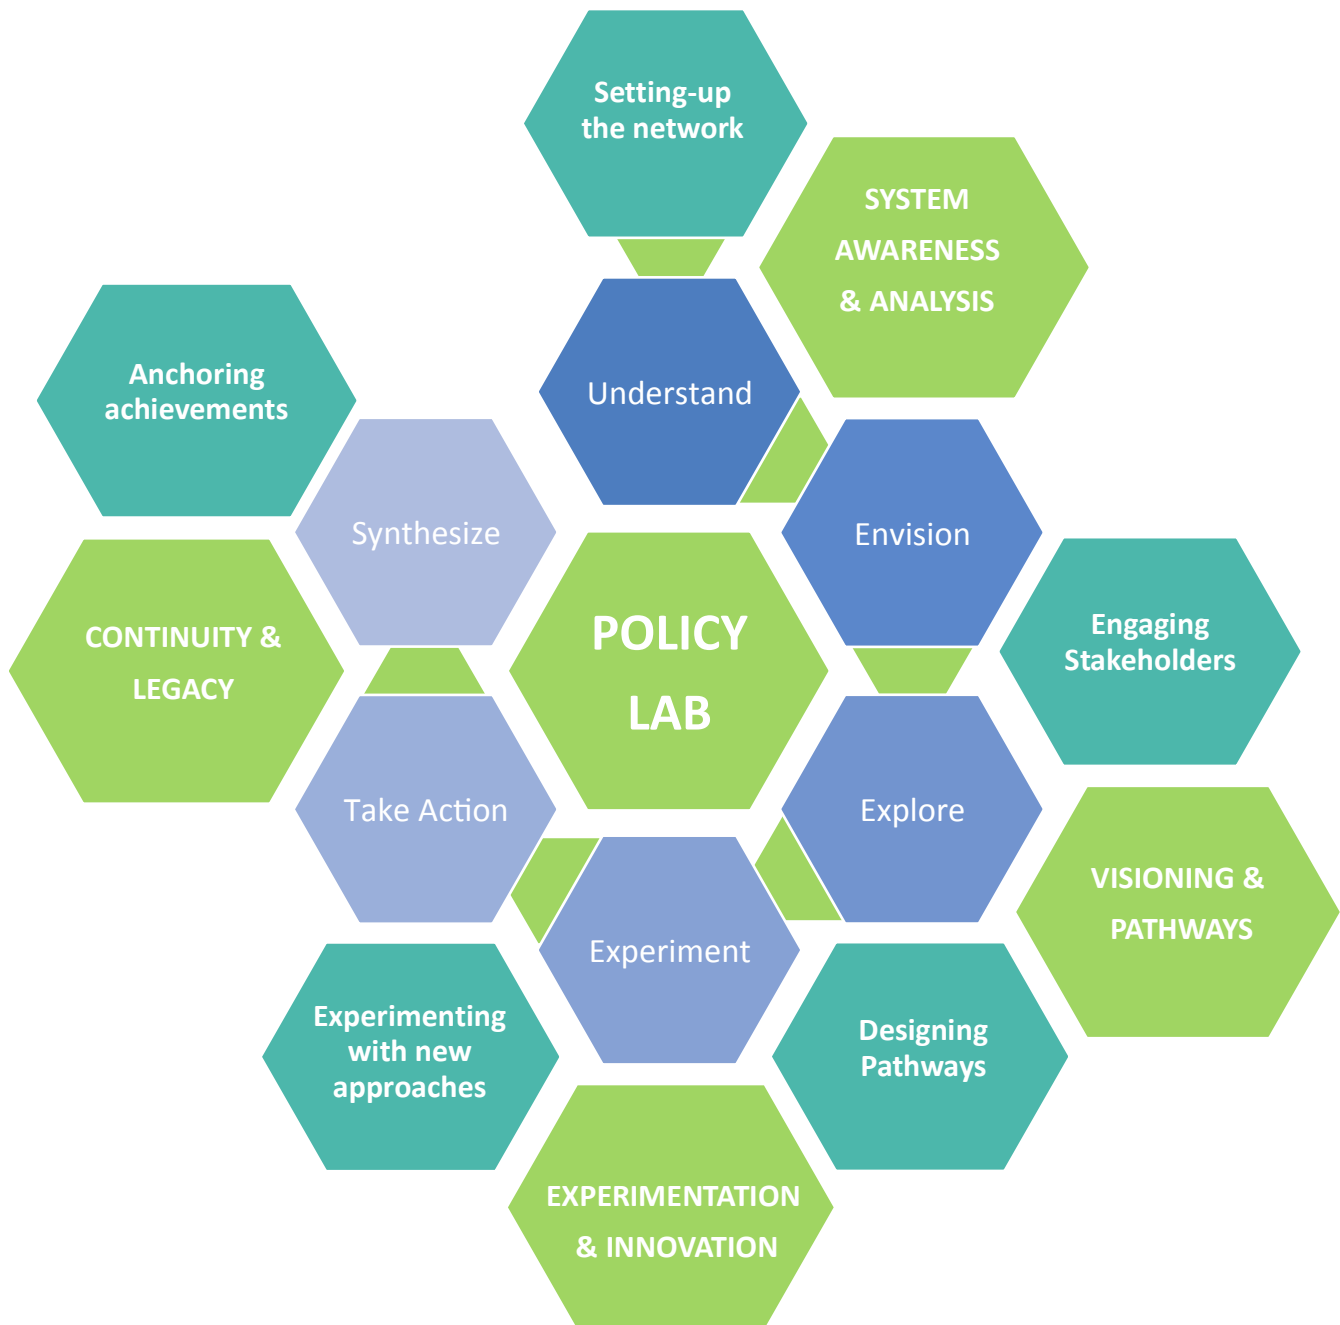 Setting-up
the network
SYSTEM
AWARENESS
& ANALYSIS
Understand
Anchoring
achievements
Synthesize
Envision
POLICY
LAB
CONTINUITY &
LEGACY
Engaging
Stakeholders
Take Action
Explore
VISIONING &
PATHWAYS
Experiment
Experimenting
with new
approaches
Designing
Pathways
EXPERIMENTATION
& INNOVATION